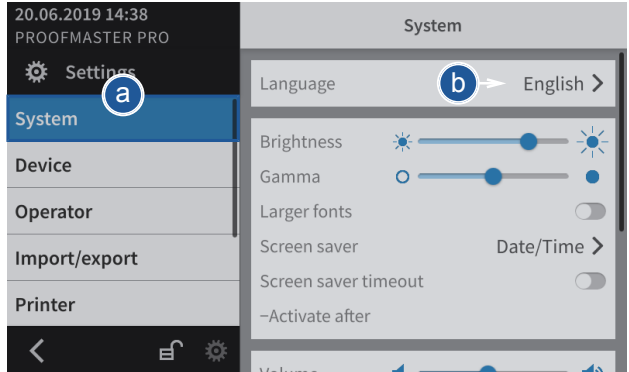 20.06.2019 14:38
PROOFMASTER PRO
Settings
a
System
Device
Operator
Import/export
Printer
System
Language
b
English
Brightness
Gamma
Larger fonts
Screen saver
Date/Time
Screen saver timeout
–Activate after
Volume